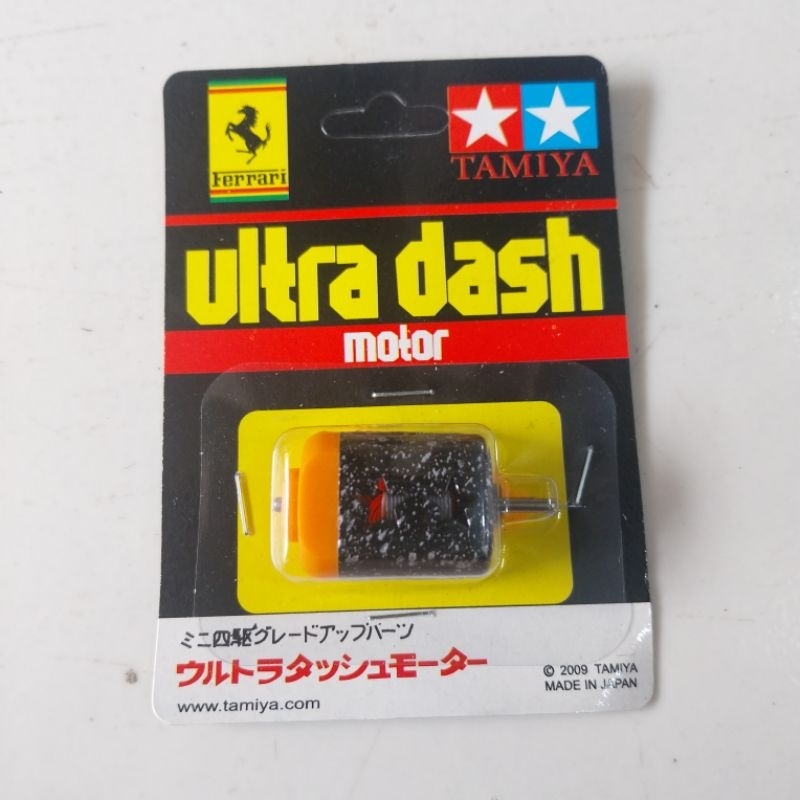 Ferrari
TAMIYA
ultra dash
motor
ミニ四駆グレードアップパーツ
ウルトラダッシュモーター
© 2009 TAMIYA
MADE IN JAPAN
www.tamiya.com